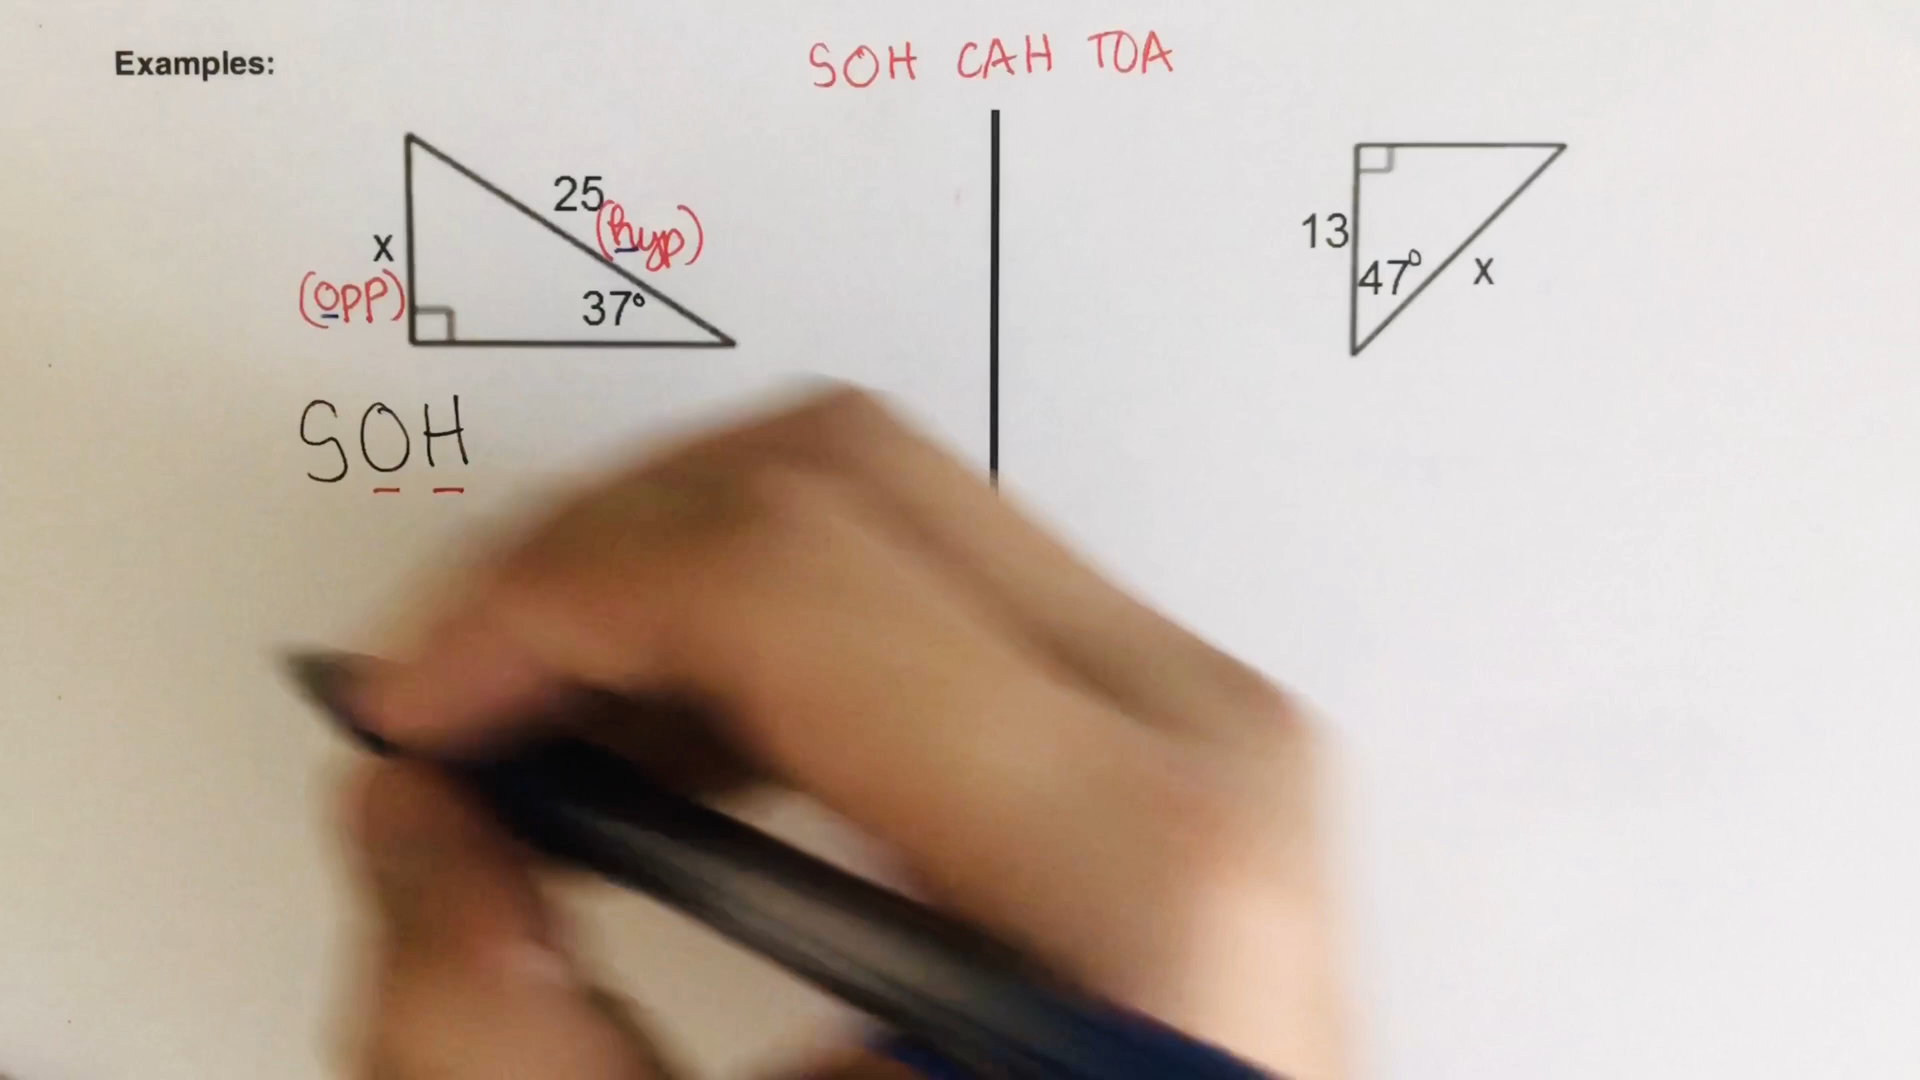 Examples:
SOH CAH TOA
25
(hyp)
x
(opp)
37°
SOH
13
47°
x